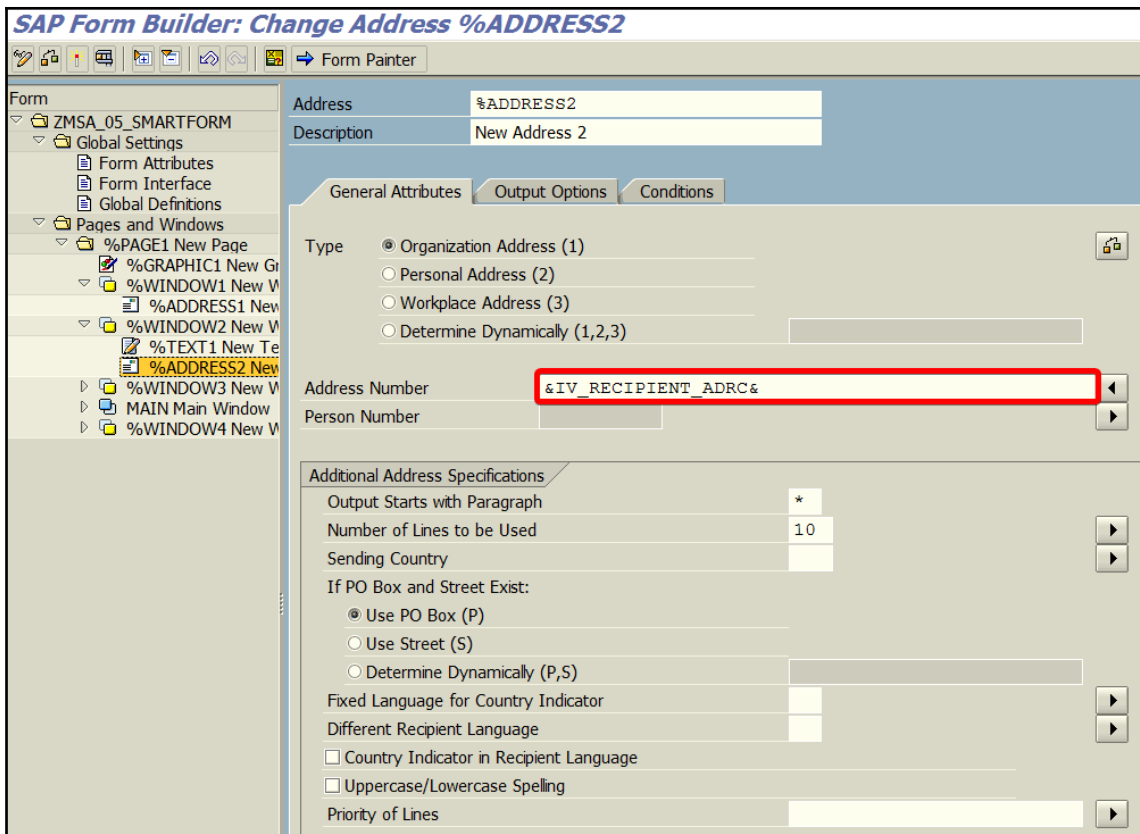 SAP Form Builder: Change Address %ADDRESS2
Form Painter
Form
ZMSA_05_SMARTFORM
Global Settings
Form Attributes
Form Interface
Global Definitions
Pages and Windows
%PAGE1 New Page
%GRAPHIC1 New Gr
%WINDOW1 New W
%ADDRESS1 New
%WINDOW2 New W
%TEXT1 New Te
%ADDRESS2 New
%WINDOW3 New W
MAIN Main Window
%WINDOW4 New W
Address %ADDRESS2
Description New Address 2
General Attributes Output Options Conditions
Type Organization Address (1)
Personal Address (2)
Workplace Address (3)
Determine Dynamically (1,2,3)
Address Number &IV_RECIPIENT_ADRC&
Person Number
Additional Address Specifications
Output Starts with Paragraph *
Number of Lines to be Used 10
Sending Country
If PO Box and Street Exist:
Use PO Box (P)
Use Street (S)
Determine Dynamically (P,S)
Fixed Language for Country Indicator
Different Recipient Language
Country Indicator in Recipient Language
Uppercase/Lowercase Spelling
Priority of Lines